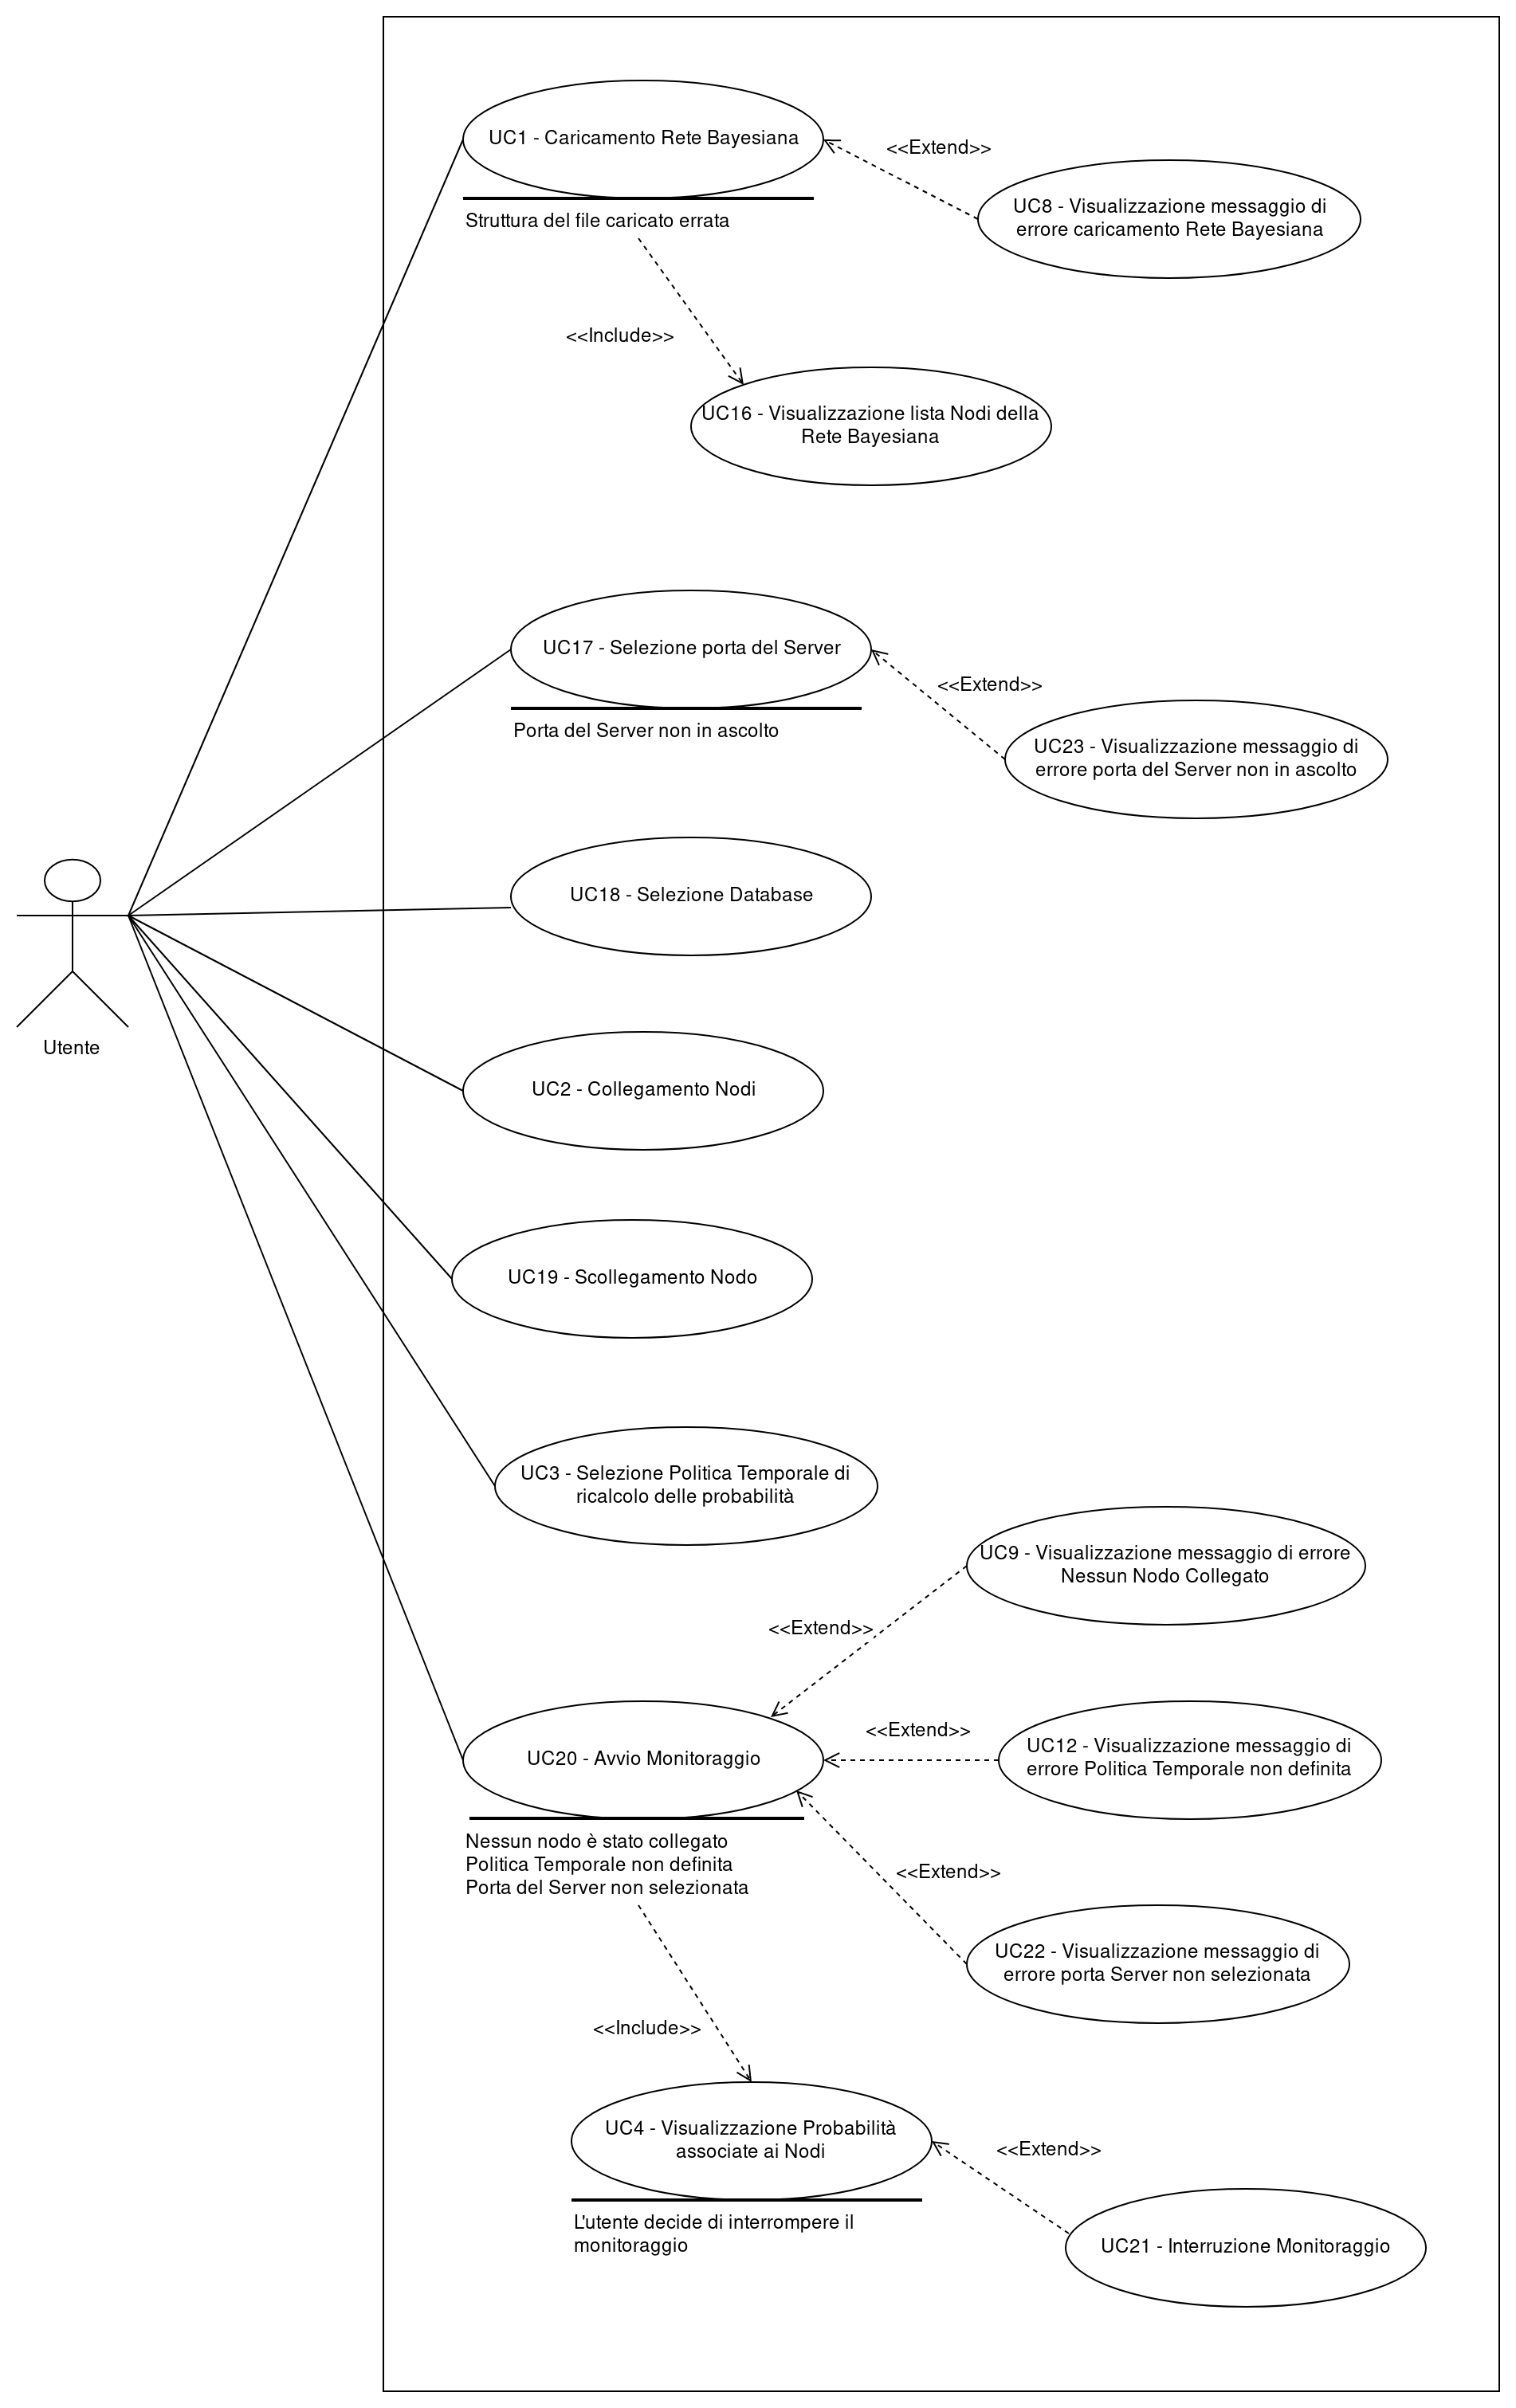 UC1 - Caricamento Rete Bayesiana
<<Extend>>
UC8 - Visualizzazione messaggio di
errore caricamento Rete Bayesiana
Struttura del file caricato errata
<<Include>>
UC16 - Visualizzazione lista Nodi della
Rete Bayesiana
UC17 - Selezione porta del Server
<<Extend>>
Porta del Server non in ascolto
UC23 - Visualizzazione messaggio di
errore porta del Server non in ascolto
UC18 - Selezione Database
Utente
UC2 - Collegamento Nodi
UC19 - Scollegamento Nodo
UC3 - Selezione Politica Temporale di
ricalcolo delle probabilità
UC9 - Visualizzazione messaggio di errore
Nessun Nodo Collegato
<<Extend>>
UC20 - Avvio Monitoraggio
<<Extend>>
UC12 - Visualizzazione messaggio di
errore Politica Temporale non definita
Nessun nodo è stato collegato
Politica Temporale non definita
Porta del Server non selezionata
<<Extend>>
UC22 - Visualizzazione messaggio di
errore porta Server non selezionata
<<Include>>
UC4 - Visualizzazione Probabilità
associate ai Nodi
<<Extend>>
L'utente decide di interrompere il
monitoraggio
UC21 - Interruzione Monitoraggio